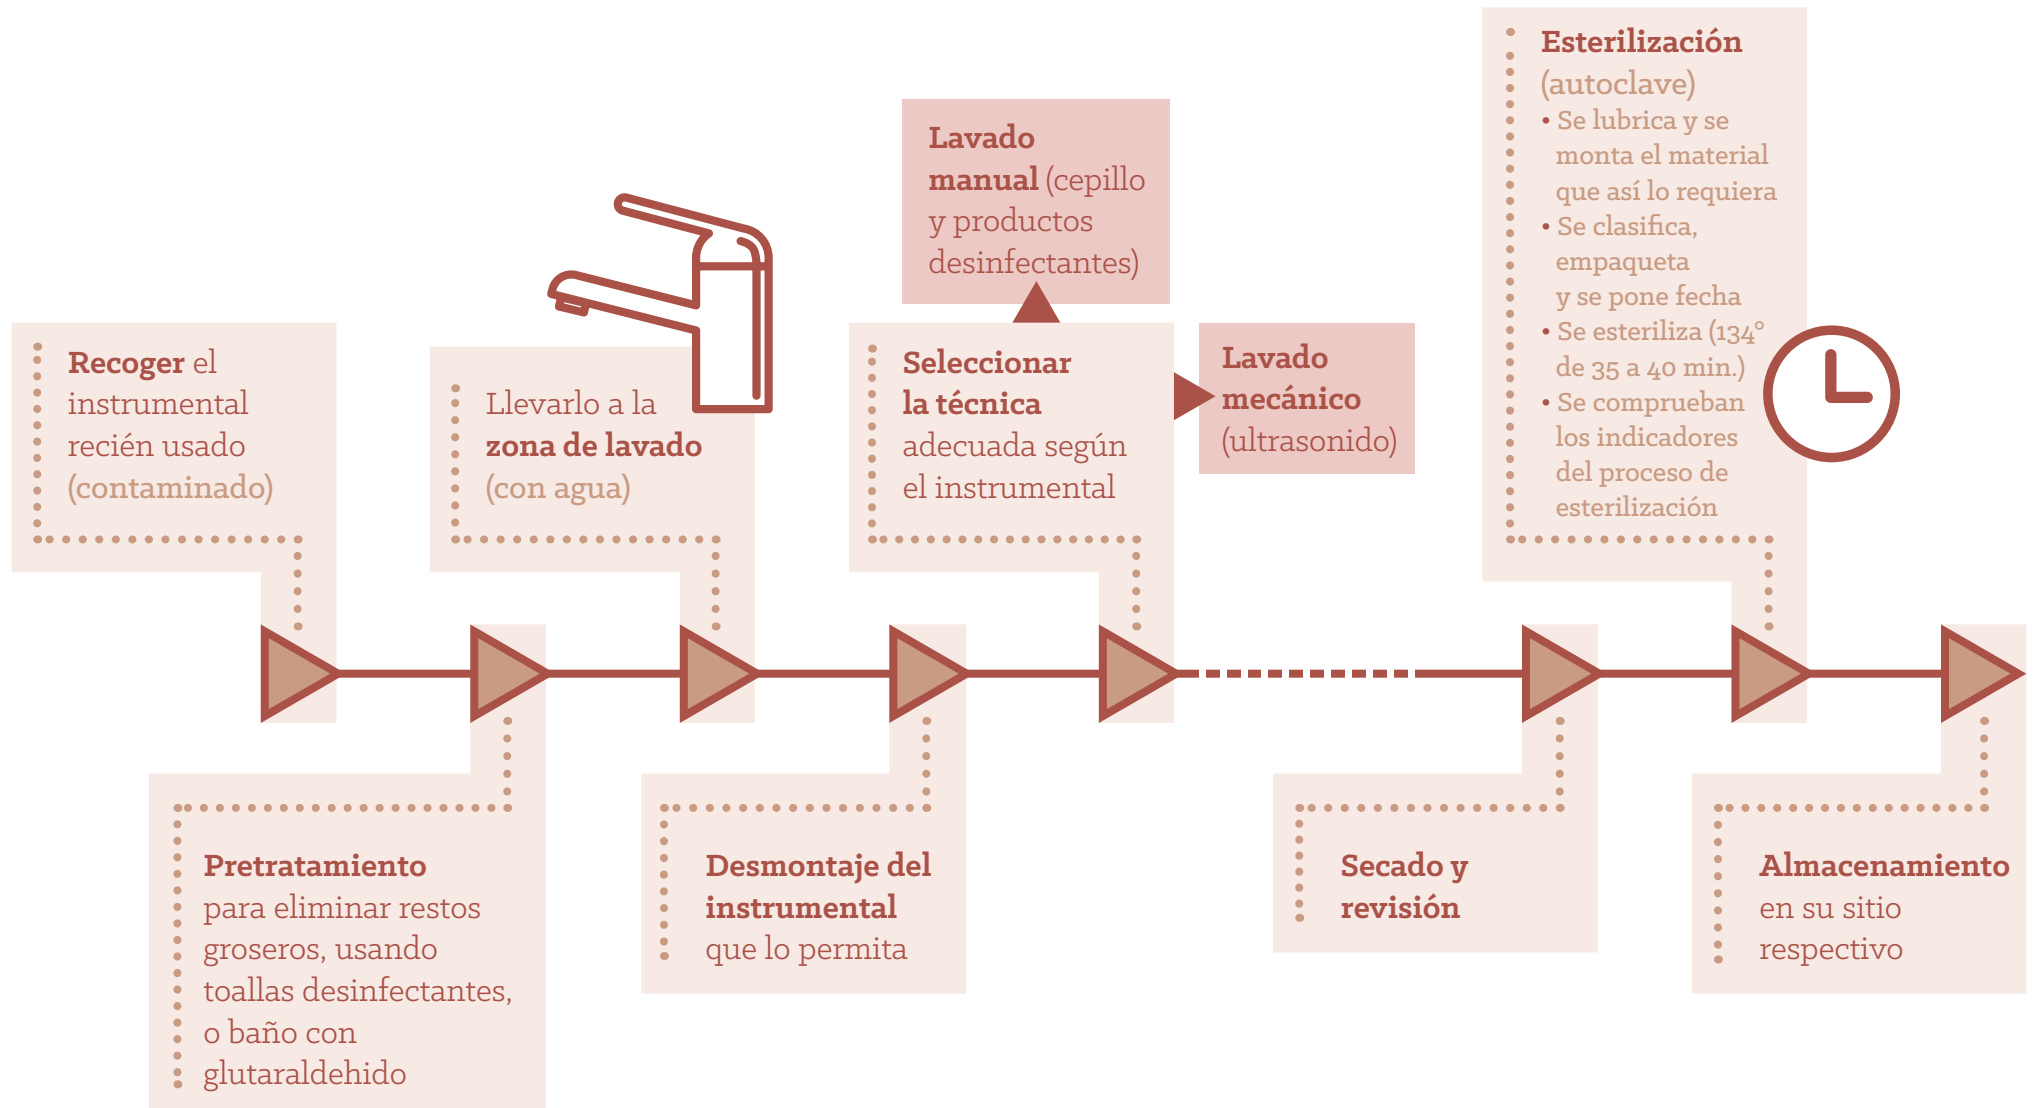 Recoger el
instrumental
recién usado
(contaminado)
Pretratamiento
para eliminar restos
groseros, usando
toallas desinfectantes,
o baño con
glutaraldehido
Llevarlo a la
zona de lavado
(con agua)
Desmontaje del
instrumental
que lo permita
Seleccionar
la técnica
adecuada según
el instrumental
Lavado
manual (cepillo
y productos
desinfectantes)
Lavado
mecánico
(ultrasonido)
Secado y
revisión
Esterilización
(autoclave)
• Se lubrica y se
monta el material
que así lo requiera
• Se clasifica,
empaqueta
y se pone fecha
• Se esteriliza (134°
de 35 a 40 min.)
• Se comprueban
los indicadores
del proceso de
esterilización
Almacenamiento
en su sitio
respectivo